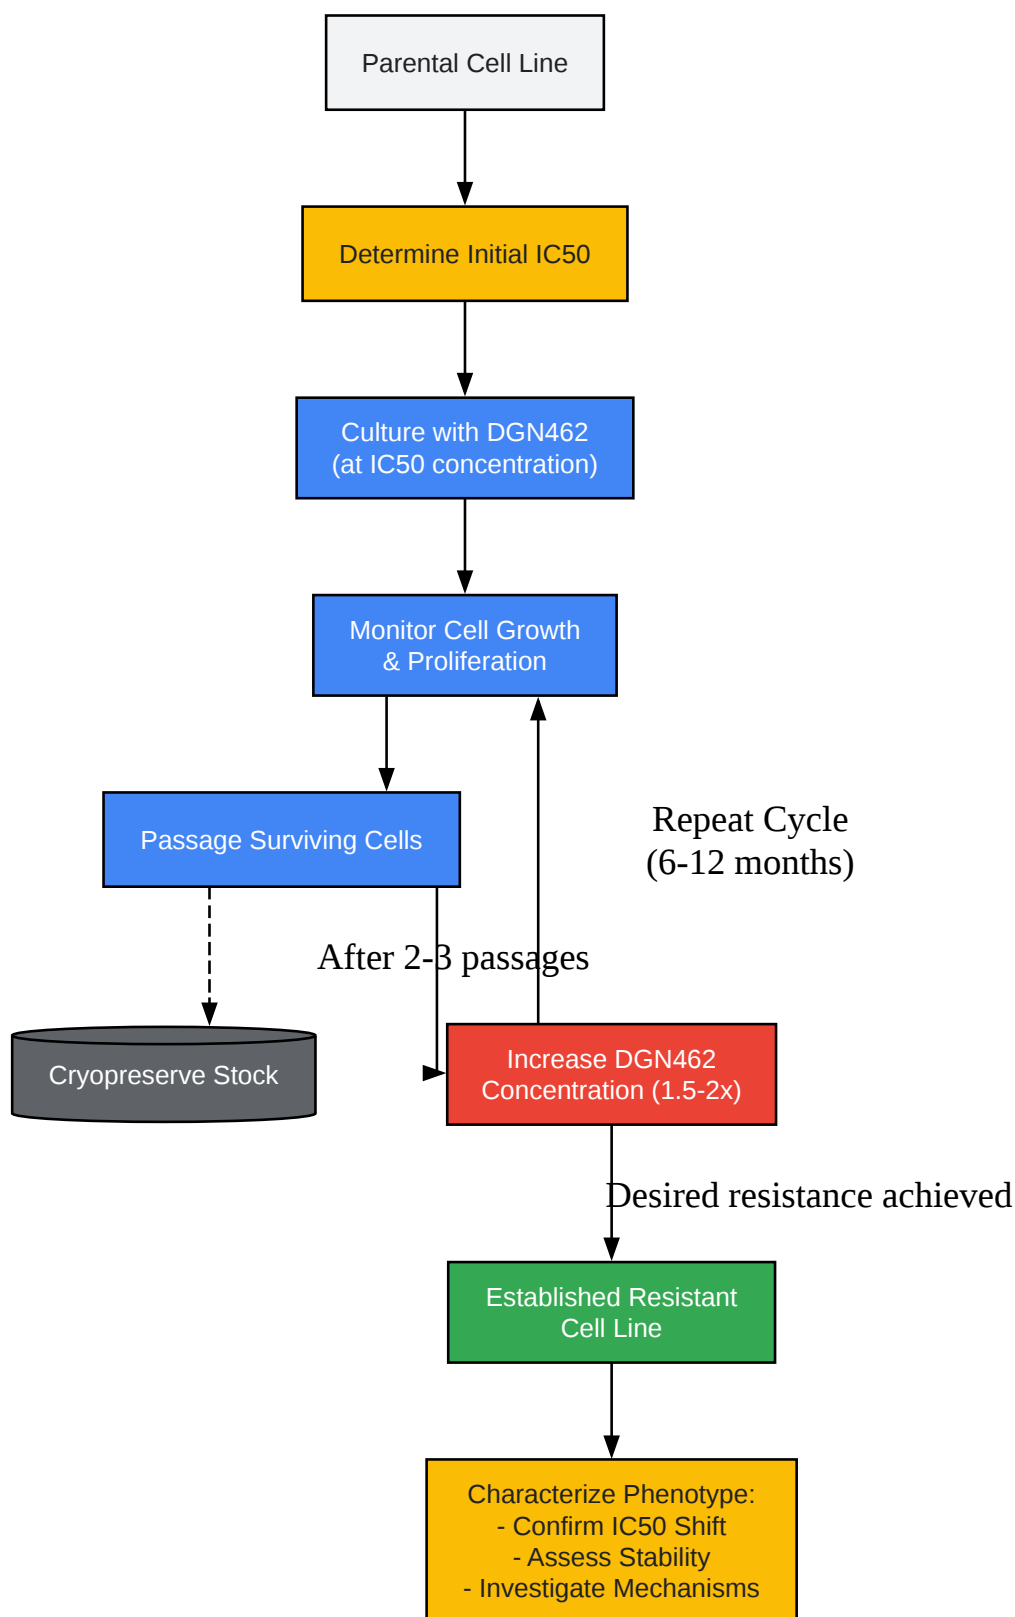 Parental Cell Line
Determine Initial IC50
Culture with DGN462
(at IC50 concentration)
Monitor Cell Growth
& Proliferation
Passage Surviving Cells
Repeat Cycle
(6-12 months)
After 2-3 passages
Cryopreserve Stock
Increase DGN462
Concentration (1.5-2x)
Desired resistance achieved
Established Resistant
Cell Line
Characterize Phenotype:
- Confirm IC50 Shift
- Assess Stability
- Investigate Mechanisms